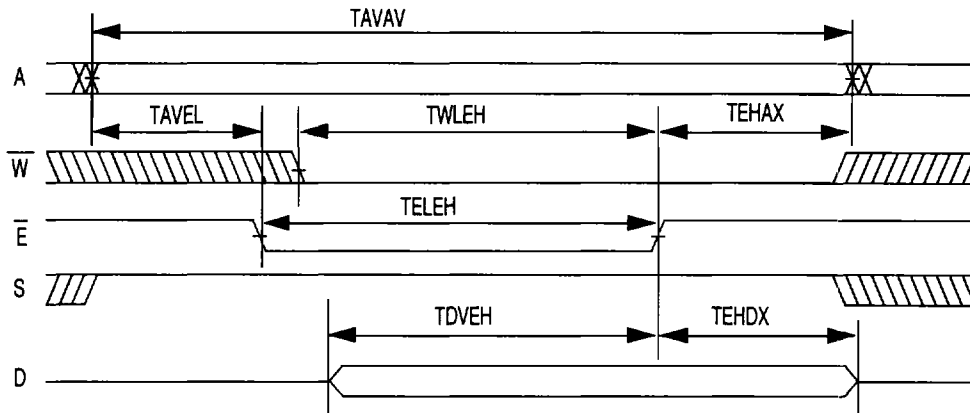 TAVAV
A
TAVEL TWLEH TEHAX
W
TELEH
E
S
TDVEH TEHDX
D